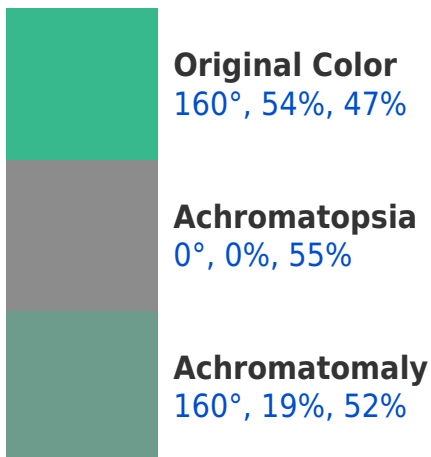 Original Color
160°, 54%, 47%
Achromatopsia
0°, 0%, 55%
Achromatomaly
160°, 19%, 52%